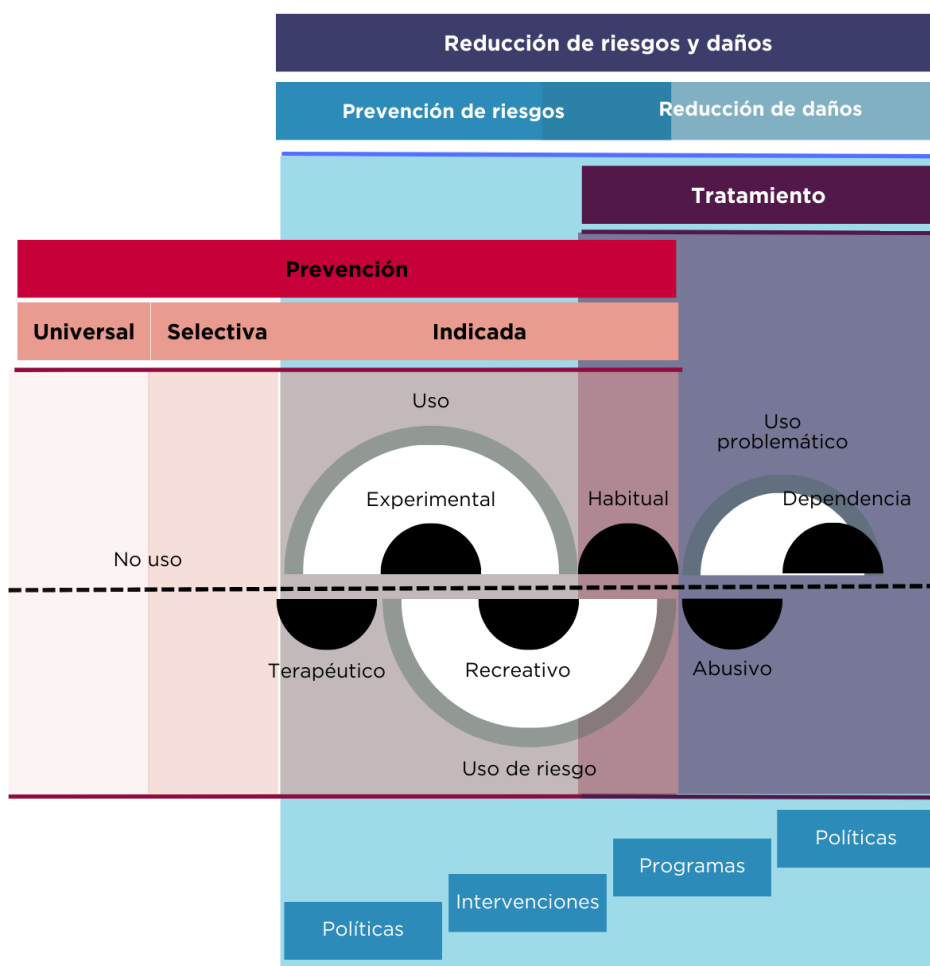 Reducción de riesgos y daños
Prevención de riesgos
Reducción de daños
Tratamiento
Prevención
Universal
Selectiva
Indicada
Uso
Uso
problemático
Experimental
Habitual
Dependencia
No uso
Terapéutico
Recreativo
Abusivo
Uso de riesgo
Políticas
Programas
Intervenciones
Políticas